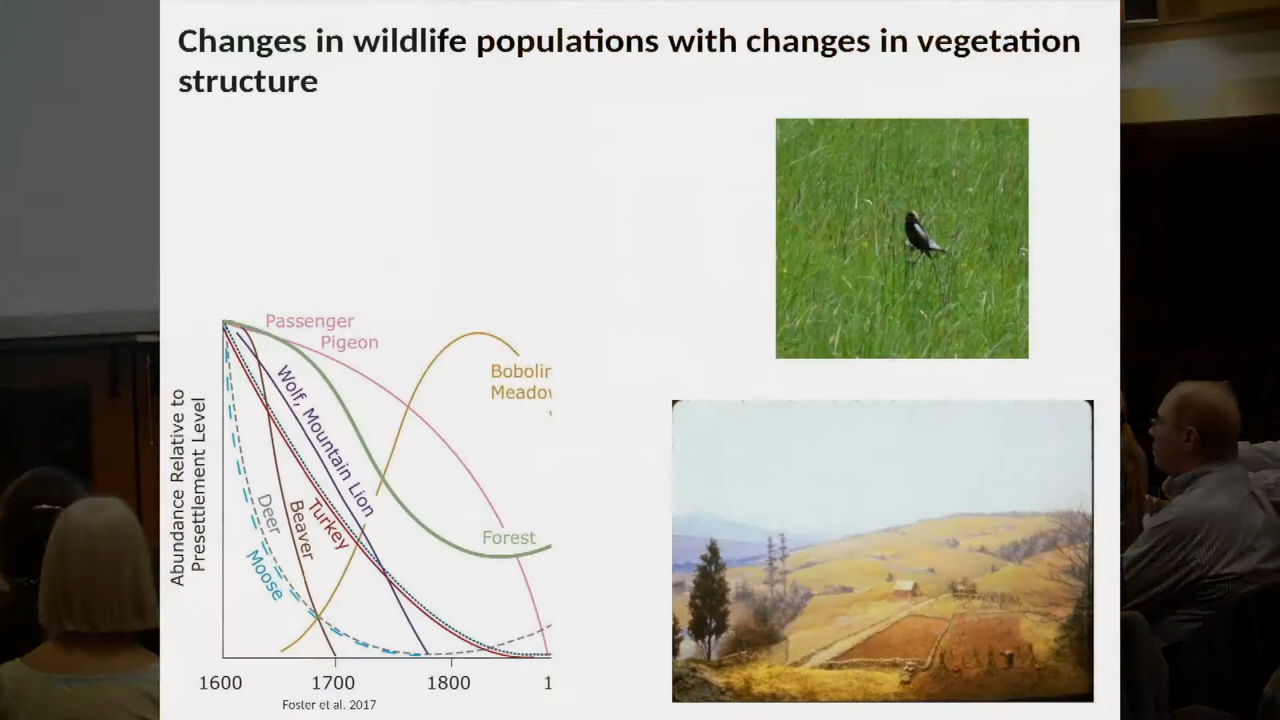 Changes in wildlife populations with changes in vegetation
structure
Passenger
Pigeon
Bobolin
Meadow
Wolf, Mountain Lion
Abundance Relative to
Presettlement Level
Deer
Beaver
Turkey
Moose
Forest
1600
1700
1800
1
Foster et al. 2017